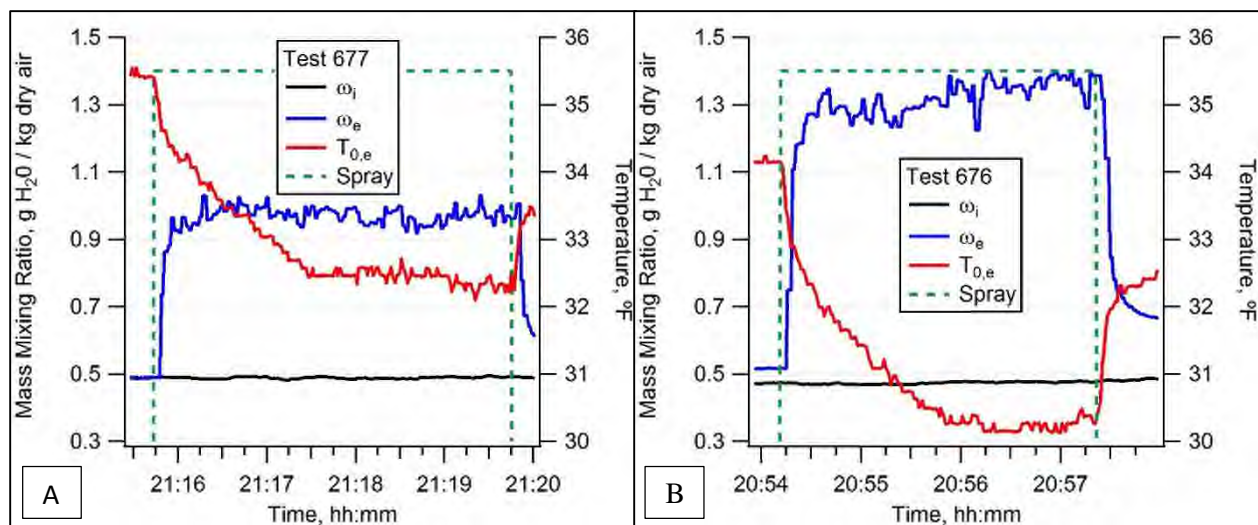 1.5
1.3
1.1
0.9
0.7
0.5
0.3
Mass Mixing Ratio, g H₂0 / kg dry air
Test 677
ωᵢ
ωₑ
T₀,ₑ
Spray
36
35
34
33
32
31
30
Temperature, ºF
21:16
21:17
21:18
21:19
21:20
Time, hh:mm
A
1.5
1.3
1.1
0.9
0.7
0.5
0.3
Mass Mixing Ratio, g H₂0 / kg dry air
Test 676
ωᵢ
ωₑ
T₀,ₑ
Spray
36
35
34
33
32
31
30
Temperature, ºF
20:54
20:55
20:56
20:57
Time, hh:mm
B